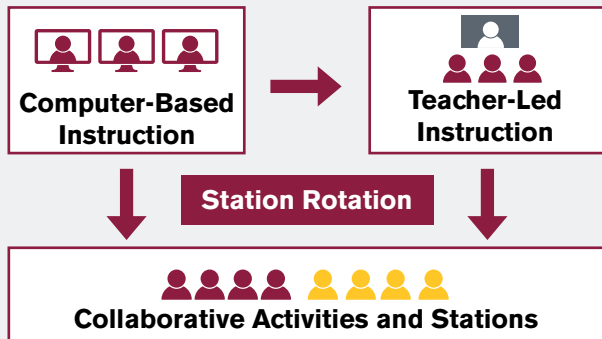 Computer-Based
Instruction
Teacher-Led
Instruction
Station Rotation
Collaborative Activities and Stations